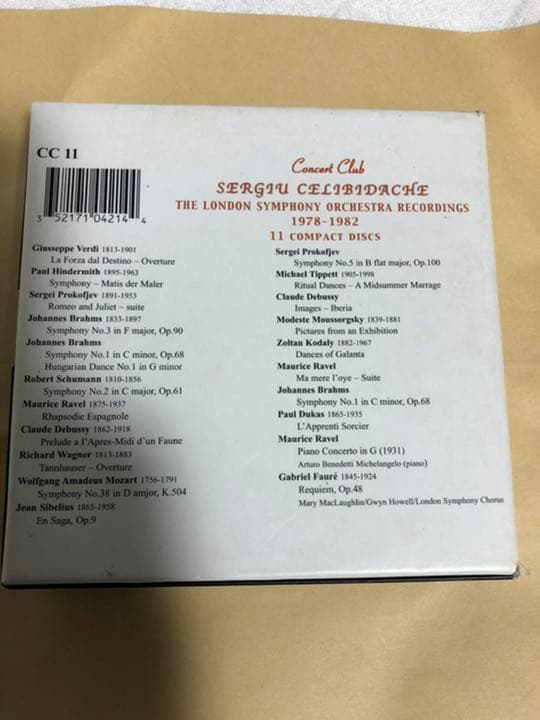 CC 11
3 52171 04214 4
Concert Club
SERGIU CELIBIDACHE
THE LONDON SYMPHONY ORCHESTRA RECORDINGS
1978-1982
11 COMPACT DISCS
Giusseppe Verdi 1813-1901
La Forza dal Destino – Overture
Paul Hindermith 1895-1963
Symphony – Matis der Maler
Sergei Prokofjev 1891-1953
Romeo and Juliet – suite
Johannes Brahms 1833-1897
Symphony No.3 in F major, Op.90
Johannes Brahms
Symphony No.1 in C minor, Op.68
Hungarian Dance No.1 in G minor
Robert Schumann 1810-1856
Symphony No.2 in C major, Op.61
Maurice Ravel 1875-1937
Rhapsodie Espagnole
Claude Debussy 1862-1918
Prelude a l'Apres-Midi d'un Faune
Richard Wagner 1813-1883
Tannhauser – Overture
Wolfgang Amadeus Mozart 1756-1791
Symphony No.38 in D amjor, K.504
Jean Sibelius 1865-1958
En Saga, Op.9
Sergei Prokofjev
Symphony No.5 in B flat major, Op.100
Michael Tippett 1905-1998
Ritual Dances – A Midsummer Marrage
Claude Debussy
Images – Iberia
Modeste Moussorgsky 1839-1881
Pictures from an Exhibition
Zoltan Kodaly 1882-1967
Dances of Galanta
Maurice Ravel
Ma mere l'oye – Suite
Johannes Brahms
Symphony No.1 in C minor, Op.68
Paul Dukas 1865-1935
L'Apprenti Sorcier
Maurice Ravel
Piano Concerto in G (1931)
Arturo Benedetti Michelangelo (piano)
Gabriel Fauré 1845-1924
Requiem, Op.48
Mary MacLaughlin/Gwyn Howell/London Symphony Chorus